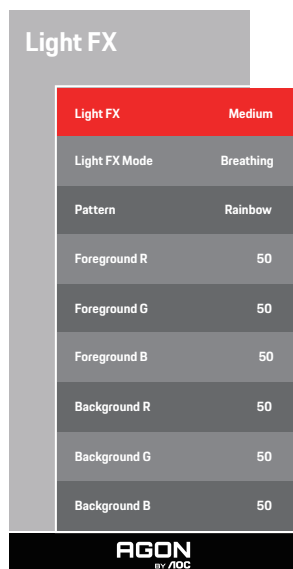 Light FX
Light FX Medium
Light FX Mode Breathing
Pattern Rainbow
Foreground R 50
Foreground G 50
Foreground B 50
Background R 50
Background G 50
Background B 50
AGON
BY AOC